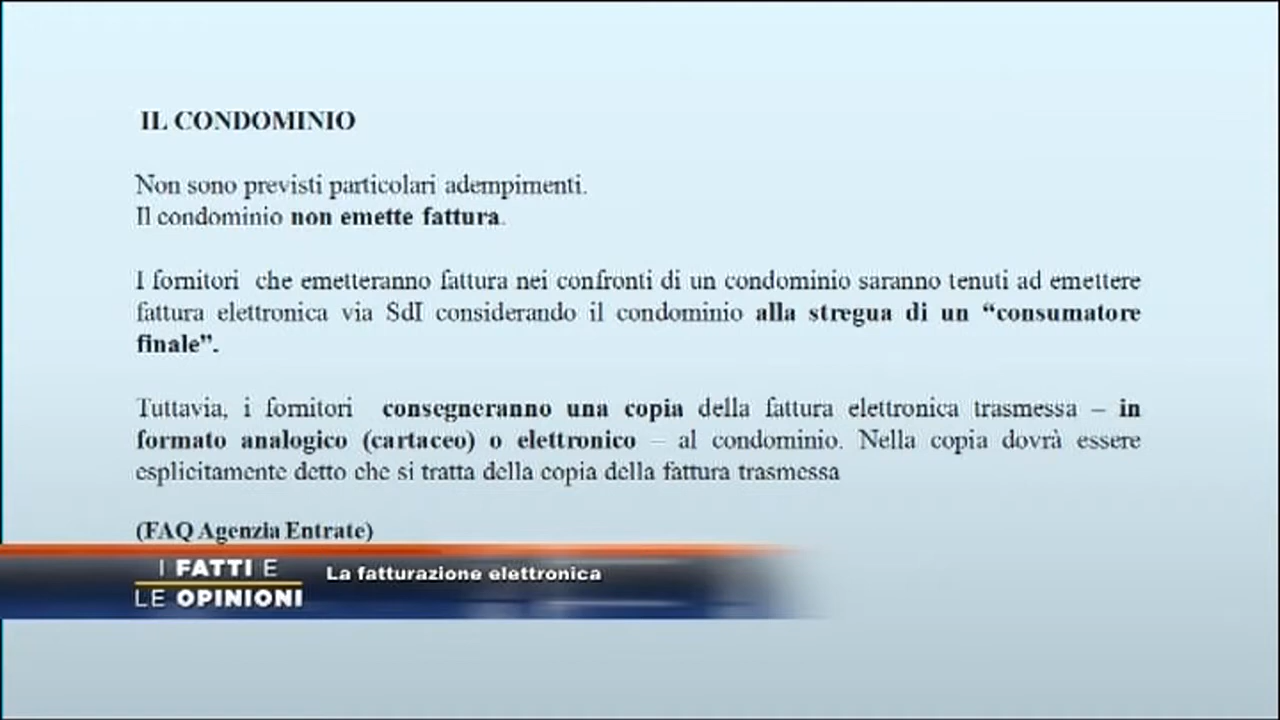 IL CONDOMINIO
Non sono previsti particolari adempimenti.
Il condominio non emette fattura.
I fornitori che emetteranno fattura nei confronti di un condominio saranno tenuti ad emettere
fattura elettronica via SdI considerando il condominio alla stregua di un “consumatore
finale”.
Tuttavia, i fornitori consegneranno una copia della fattura elettronica trasmessa – in
formato analogico (cartaceo) o elettronico – al condominio. Nella copia dovrà essere
esplicitamente detto che si tratta della copia della fattura trasmessa
(FAQ Agenzia Entrate)
I FATTI E
LE OPINIONI
La fatturazione elettronica